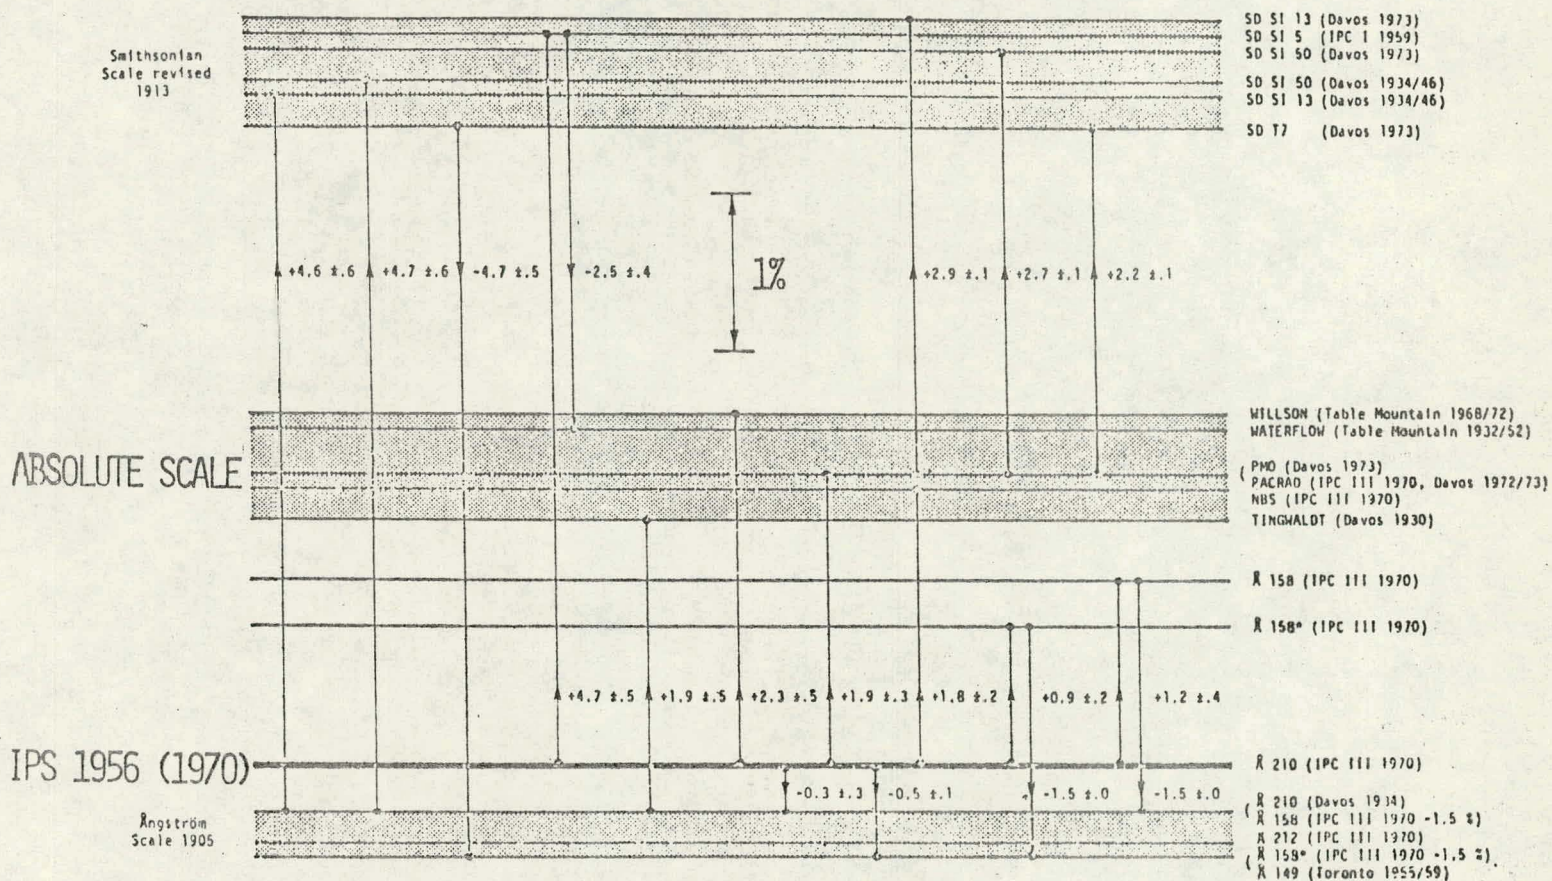 Smithsonian
Scale revised
1913
SD SI 13 (Davos 1973)
SD SI 5 (IPC I 1959)
SD SI 50 (Davos 1973)
SD SI 50 (Davos 1934/46)
SD SI 13 (Davos 1934/46)
SD T7 (Davos 1973)
+4.6 ±.6
+4.7 ±.6
-4.7 ±.5
-2.5 ±.4
1%
+2.9 ±.1
+2.7 ±.1
+2.2 ±.1
ABSOLUTE SCALE
WILLSON (Table Mountain 1968/72)
WATERFLOW (Table Mountain 1932/52)
PMO (Davos 1973)
PACRAD (IPC III 1970, Davos 1972/73)
NBS (IPC III 1970)
TINGWALDT (Davos 1930)
Å 158 (IPC III 1970)
Å 158* (IPC III 1970)
+4.7 ±.5
+1.9 ±.5
+2.3 ±.5
+1.9 ±.3
+1.8 ±.2
+0.9 ±.2
+1.2 ±.4
IPS 1956 (1970)
Å 210 (IPC III 1970)
-0.3 ±.3
-0.5 ±.1
-1.5 ±.0
-1.5 ±.0
Ångström
Scale 1905
( Å 210 (Davos 1934)
Å 158 (IPC III 1970 -1.5 %)
Å 212 (IPC III 1970)
( Å 158* (IPC III 1970 -1.5 %)
Å 149 (Toronto 1955/59)